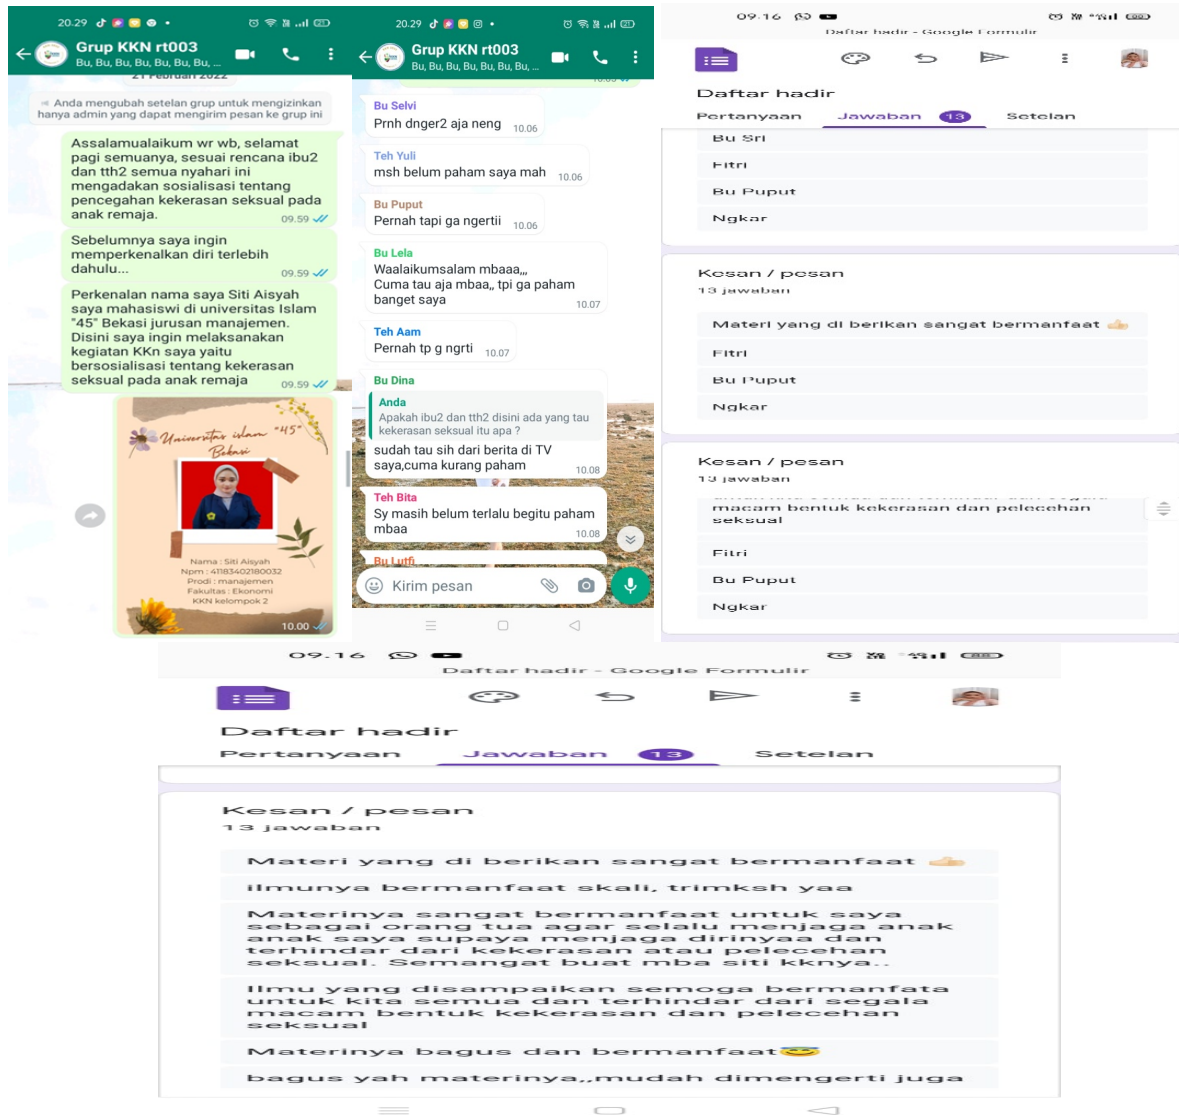 20.29
Grup KKN rt003
Bu, Bu, Bu, Bu, Bu, Bu, Bu, ...
21 Februari 2022
Anda mengubah setelan grup untuk mengizinkan
hanya admin yang dapat mengirim pesan ke grup ini
Assalamualaikum wr wb, selamat
pagi semuanya, sesuai rencana ibu2
dan tth2 semua nyahari ini
mengadakan sosialisasi tentang
pencegahan kekerasan seksual pada
anak remaja.
09.59
Sebelumnya saya ingin
memperkenalkan diri terlebih
dahulu...
09.59
Perkenalan nama saya Siti Aisyah
saya mahasiswi di universitas Islam
"45" Bekasi jurusan manajemen.
Disini saya ingin melaksanakan
kegiatan KKn saya yaitu
bersosialisasi tentang kekerasan
seksual pada anak remaja
09.59
Universitas islam "45"
Bekasi
Nama : Siti Aisyah
Npm : 41183402180032
Prodi : manajemen
Fakultas : Ekonomi
KKN kelompok 2
10.00
20.29
Grup KKN rt003
Bu, Bu, Bu, Bu, Bu, Bu, Bu, ...
10.05
Bu Selvi
Prnh dnger2 aja neng 10.06
Teh Yuli
msh belum paham saya mah 10.06
Bu Puput
Pernah tapi ga ngertii 10.06
Bu Lela
Waalaikumsalam mbaaa,,,
Cuma tau aja mbaa,, tpi ga paham
banget saya
10.07
Teh Aam
Pernah tp g ngrti 10.07
Bu Dina
Anda
Apakah ibu2 dan tth2 disini ada yang tau
kekerasan seksual itu apa ?
sudah tau sih dari berita di TV
saya,cuma kurang paham
10.08
Teh Bita
Sy masih belum terlalu begitu paham
mbaa
10.08
Bu Lutfi
Kirim pesan
09.16
Daftar hadir - Google Formulir
Daftar hadir
Pertanyaan Jawaban 13 Setelan
Bu Sri
Fitri
Bu Puput
Ngkar
Kesan / pesan
13 jawaban
Materi yang di berikan sangat bermanfaat 👍
Fitri
Bu Puput
Ngkar
Kesan / pesan
13 jawaban
macam bentuk kekerasan dan pelecehan
seksual
Fitri
Bu Puput
Ngkar
09.16
Daftar hadir - Google Formulir
Daftar hadir
Pertanyaan Jawaban 13 Setelan
Kesan / pesan
13 jawaban
Materi yang di berikan sangat bermanfaat 👍
ilmunya bermanfaat skali, trimksh yaa
Materinya sangat bermanfaat untuk saya
sebagai orang tua agar selalu menjaga anak
anak saya supaya menjaga dirinyaa dan
terhindar dari kekerasan atau pelecehan
seksual. Semangat buat mba siti kknya..
Ilmu yang disampaikan semoga bermanfata
untuk kita semua dan terhindar dari segala
macam bentuk kekerasan dan pelecehan
seksual
Materinya bagus dan bermanfaat😇
bagus yah materinya,,mudah dimengerti juga